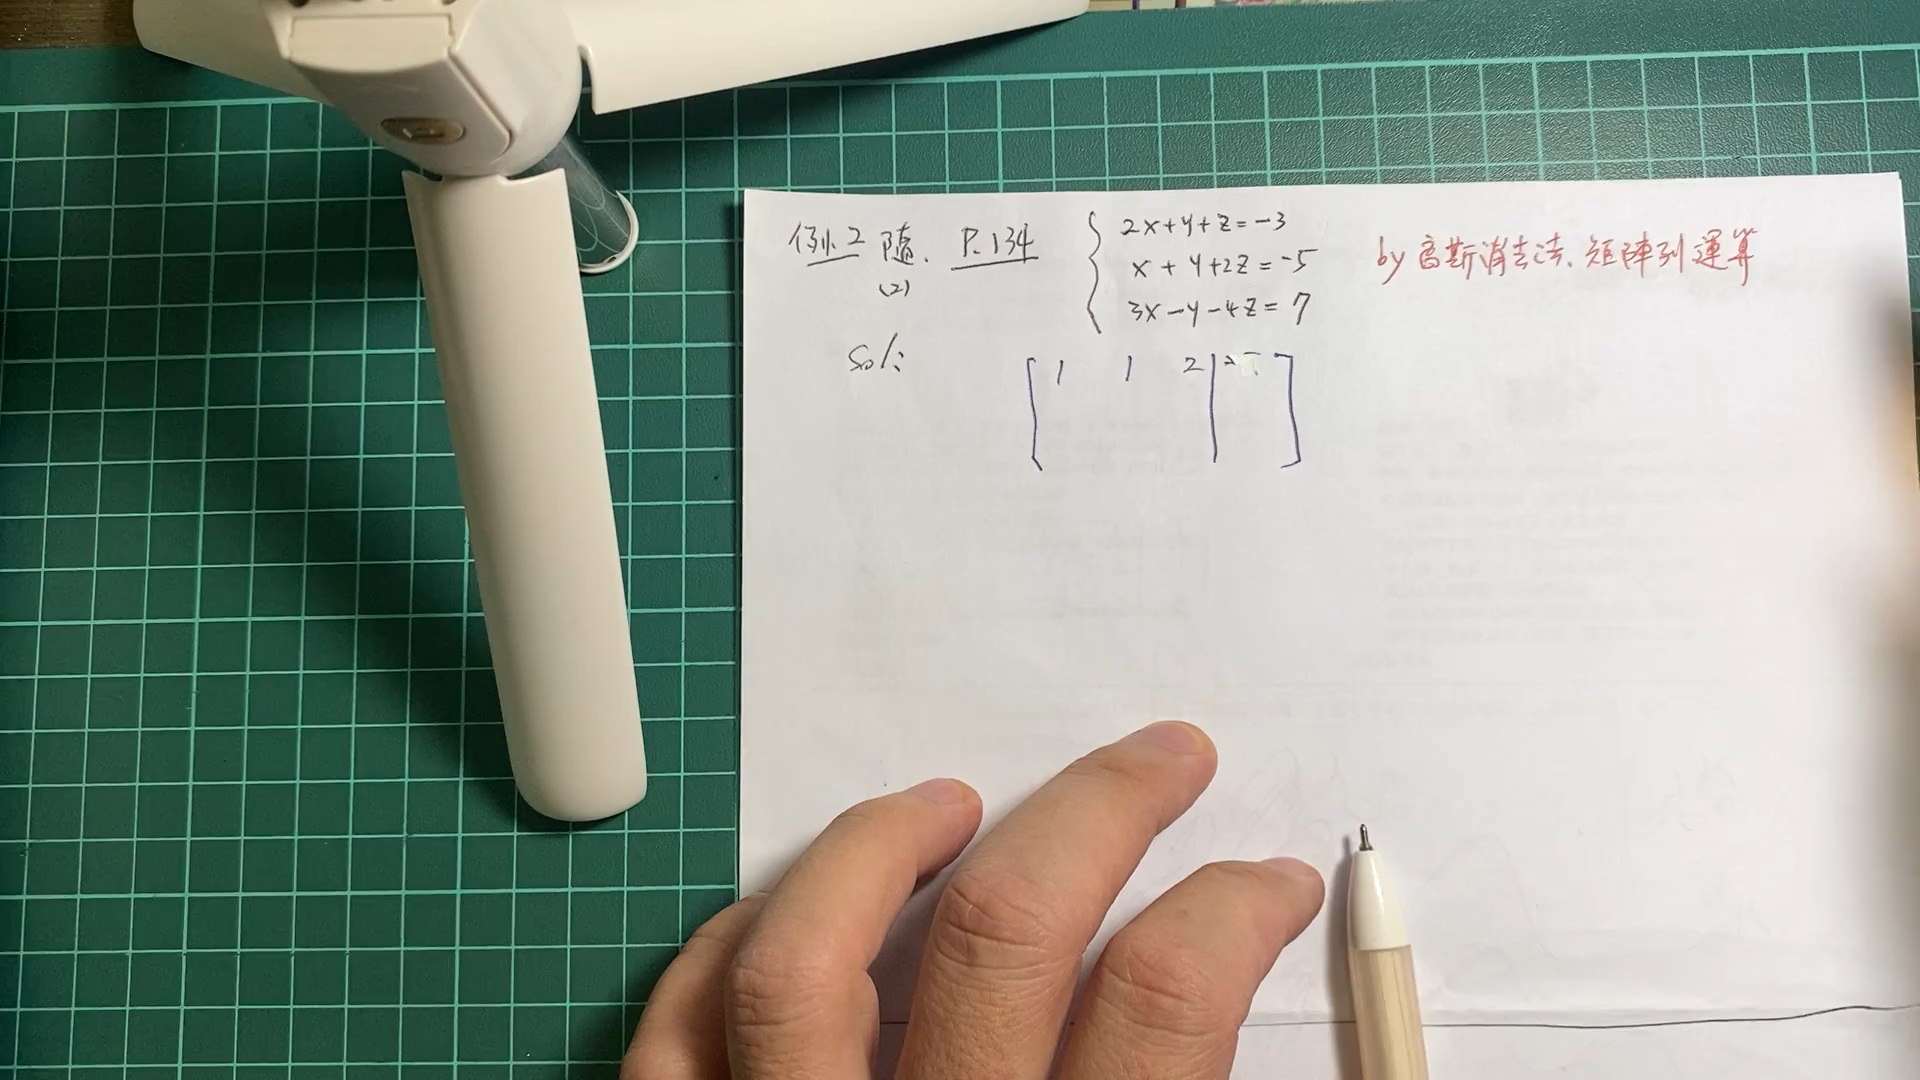 例2 隨. P.134
(2)
2x+y+z=-3
x+y+2z=-5
3x-y-4z=7
by 高斯消去法、矩陣列運算
Sol:
1 1 2